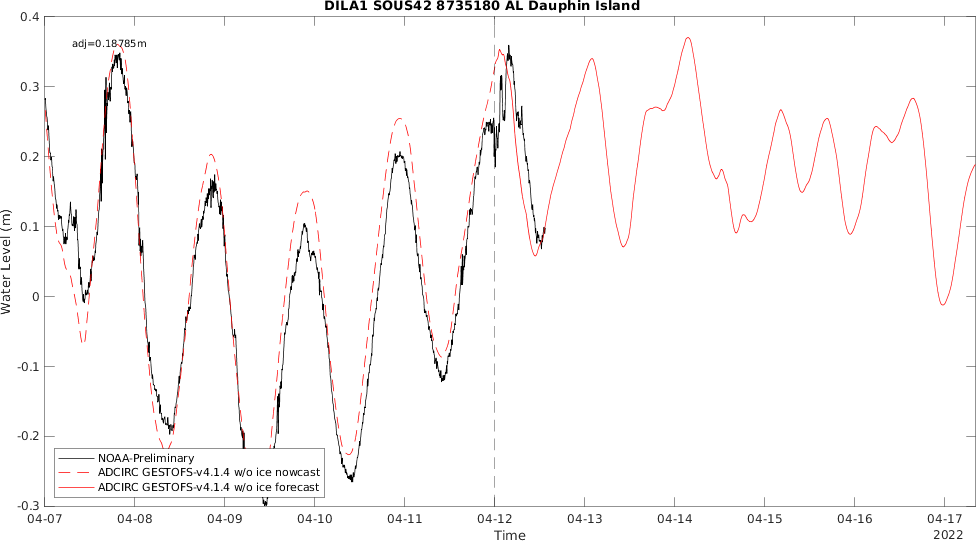 DILA1 SOUS42 8735180 AL Dauphin Island
adj=0.18785m
Water Level (m)
0.4
0.3
0.2
0.1
0
-0.1
-0.2
-0.3
NOAA-Preliminary
ADCIRC GESTOFS-v4.1.4 w/o ice nowcast
ADCIRC GESTOFS-v4.1.4 w/o ice forecast
04-07 04-08 04-09 04-10 04-11 04-12 04-13 04-14 04-15 04-16 04-17
Time
2022